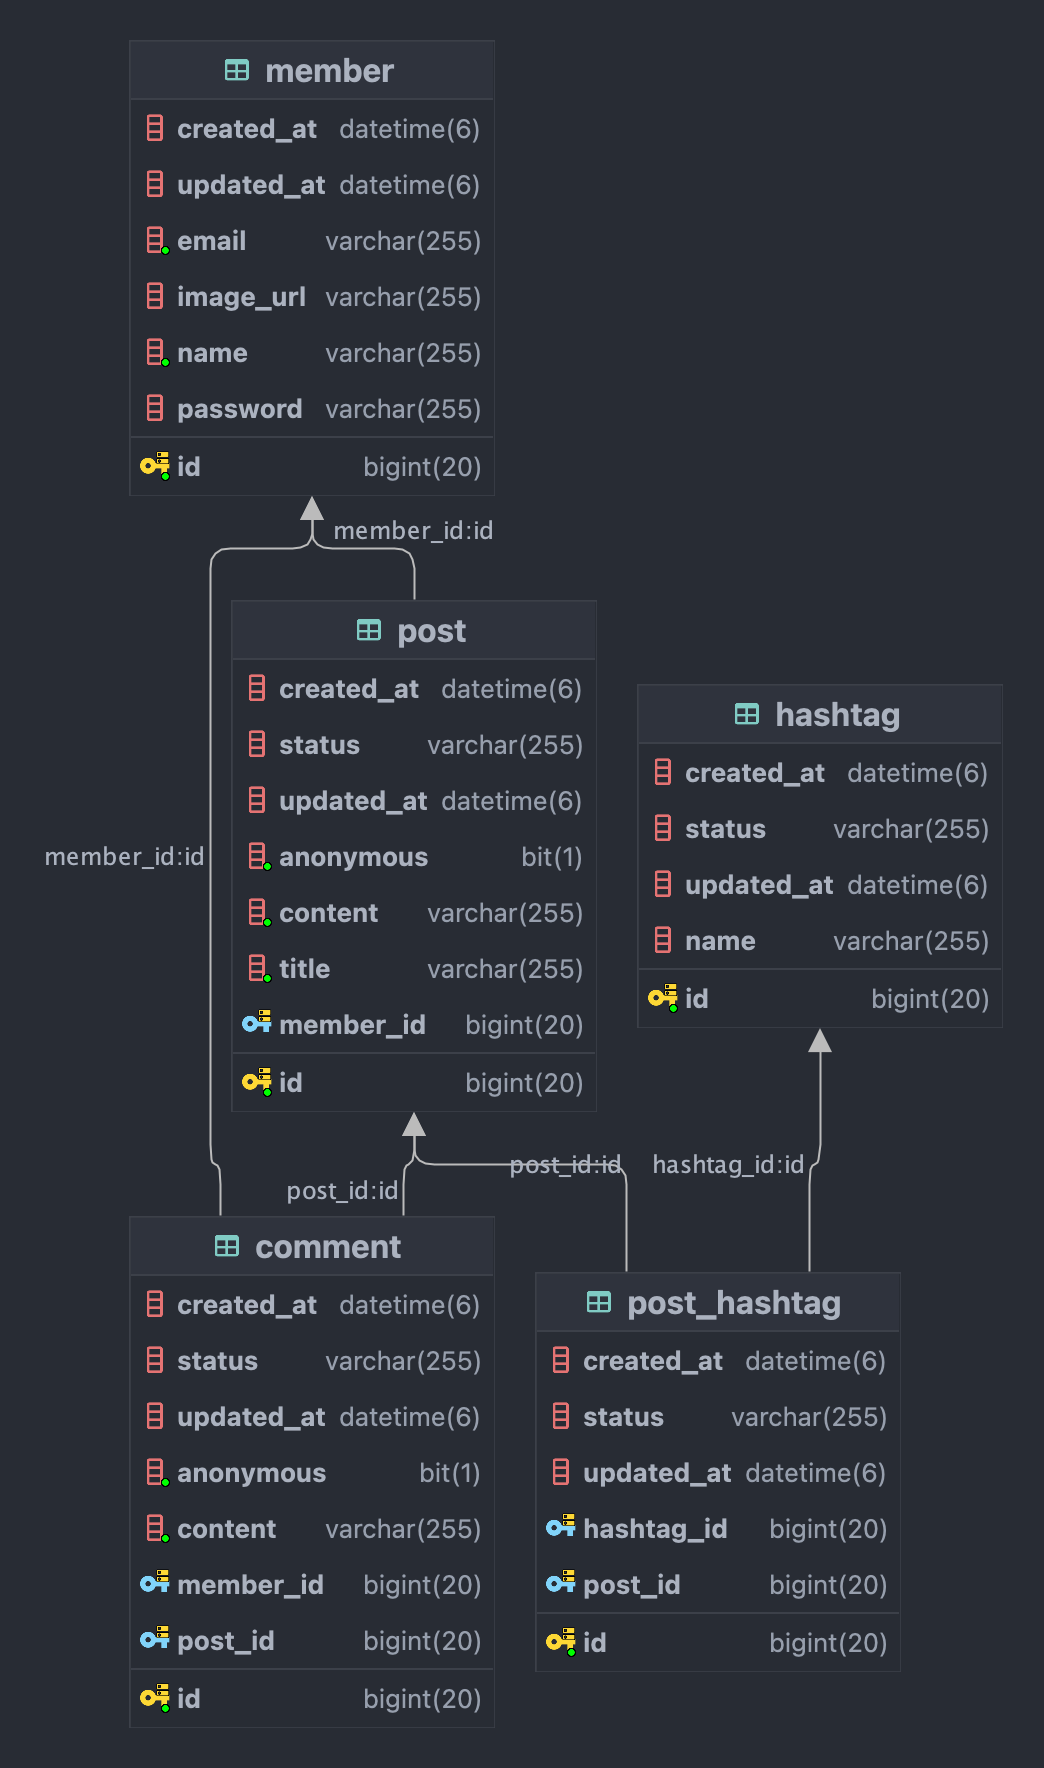 member
created_at datetime(6)
updated_at datetime(6)
email varchar(255)
image_url varchar(255)
name varchar(255)
password varchar(255)
id bigint(20)
member_id:id
post
created_at datetime(6)
status varchar(255)
updated_at datetime(6)
anonymous bit(1)
content varchar(255)
title varchar(255)
member_id bigint(20)
id bigint(20)
hashtag
created_at datetime(6)
status varchar(255)
updated_at datetime(6)
name varchar(255)
id bigint(20)
member_id:id
post_id:id
post_id:id
hashtag_id:id
comment
created_at datetime(6)
status varchar(255)
updated_at datetime(6)
anonymous bit(1)
content varchar(255)
member_id bigint(20)
post_id bigint(20)
id bigint(20)
post_hashtag
created_at datetime(6)
status varchar(255)
updated_at datetime(6)
hashtag_id bigint(20)
post_id bigint(20)
id bigint(20)